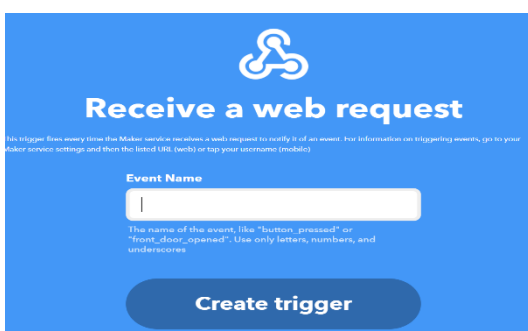 Receive a web request
This trigger fires every time the Maker service receives a web request to notify it of an event. For information on triggering events, go to your
Maker service settings and then the listed URL (web) or tap your username (mobile)
Event Name
The name of the event, like "button_pressed" or
"front_door_opened". Use only letters, numbers, and
underscores
Create trigger